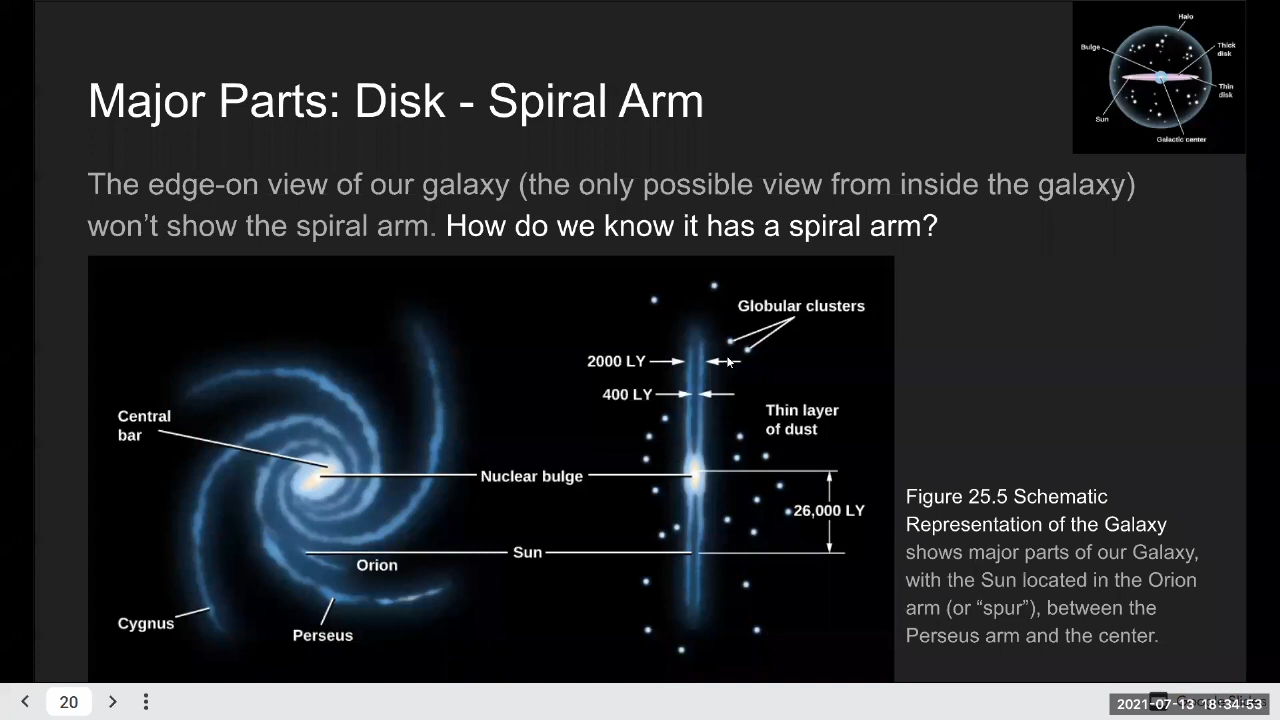 Halo
Bulge
Thick
disk
Thin
disk
Sun
Galactic center
Major Parts: Disk - Spiral Arm
The edge-on view of our galaxy (the only possible view from inside the galaxy)
won’t show the spiral arm. How do we know it has a spiral arm?
Globular clusters
2000 LY
400 LY
Central
bar
Thin layer
of dust
Nuclear bulge
26,000 LY
Sun
Orion
Cygnus
Perseus
Figure 25.5 Schematic
Representation of the Galaxy
shows major parts of our Galaxy,
with the Sun located in the Orion
arm (or “spur”), between the
Perseus arm and the center.
20
2021-07-13 18:34:53